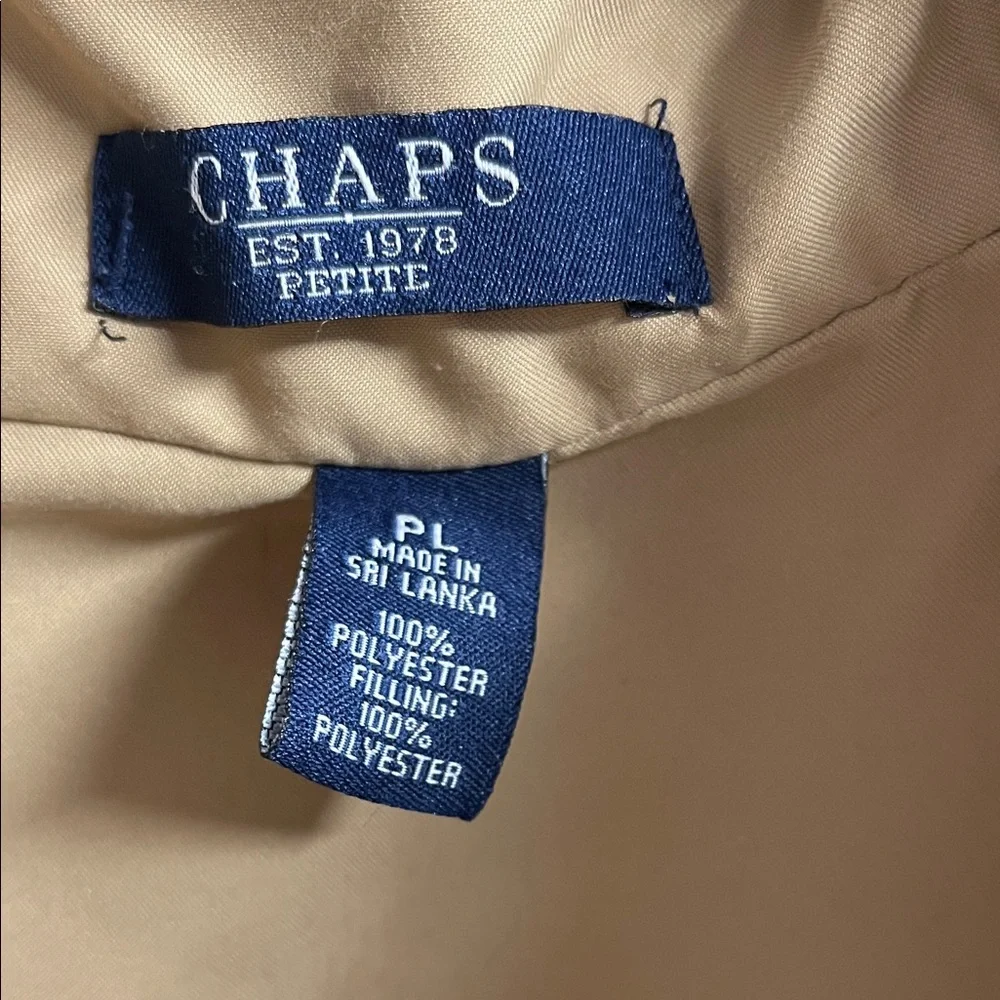 CHAPS
EST. 1978
PETITE
PL
MADE IN
SRI LANKA
100%
POLYESTER
FILLING:
100%
POLYESTER